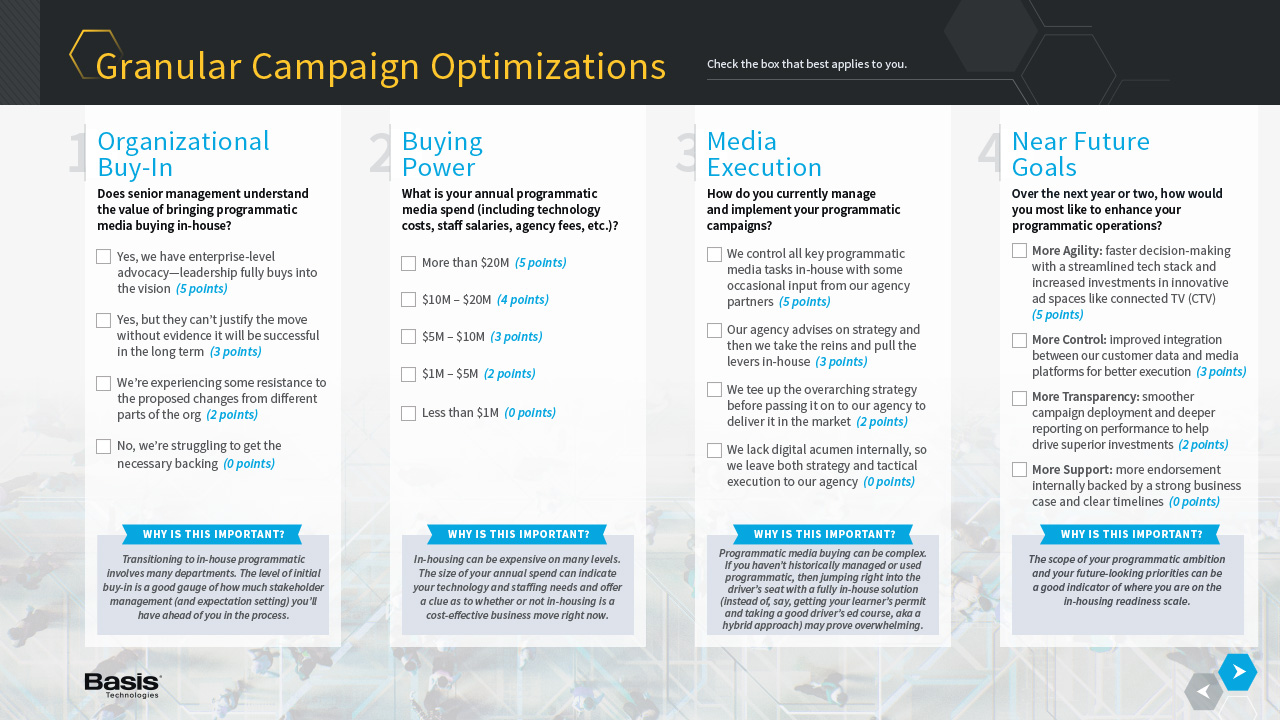 Granular Campaign Optimizations
Check the box that best applies to you.
1
Organizational
Buy-In
Does senior management understand
the value of bringing programmatic
media buying in-house?
Yes, we have enterprise-level
advocacy—leadership fully buys into
the vision (5 points)
Yes, but they can't justify the move
without evidence it will be successful
in the long term (3 points)
We're experiencing some resistance to
the proposed changes from different
parts of the org (2 points)
No, we're struggling to get the
necessary backing (0 points)
WHY IS THIS IMPORTANT?
Transitioning to in-house programmatic
involves many departments. The level of initial
buy-in is a good gauge of how much stakeholder
management (and expectation setting) you'll
have ahead of you in the process.
2
Buying
Power
What is your annual programmatic
media spend (including technology
costs, staff salaries, agency fees, etc.)?
More than $20M (5 points)
$10M – $20M (4 points)
$5M – $10M (3 points)
$1M – $5M (2 points)
Less than $1M (0 points)
WHY IS THIS IMPORTANT?
In-housing can be expensive on many levels.
The size of your annual spend can indicate
your technology and staffing needs and offer
a clue as to whether or not in-housing is a
cost-effective business move right now.
3
Media
Execution
How do you currently manage
and implement your programmatic
campaigns?
We control all key programmatic
media tasks in-house with some
occasional input from our agency
partners (5 points)
Our agency advises on strategy and
then we take the reins and pull the
levers in-house (3 points)
We tee up the overarching strategy
before passing it on to our agency to
deliver it in the market (2 points)
We lack digital acumen internally, so
we leave both strategy and tactical
execution to our agency (0 points)
WHY IS THIS IMPORTANT?
Programmatic media buying can be complex.
If you haven't historically managed or used
programmatic, then jumping right into the
driver's seat with a fully in-house solution
(instead of, say, getting your learner's permit
and taking a good driver's ed course, aka a
hybrid approach) may prove overwhelming.
4
Near Future
Goals
Over the next year or two, how would
you most like to enhance your
programmatic operations?
More Agility: faster decision-making
with a streamlined tech stack and
increased investments in innovative
ad spaces like connected TV (CTV)
(5 points)
More Control: improved integration
between our customer data and media
platforms for better execution (3 points)
More Transparency: smoother
campaign deployment and deeper
reporting on performance to help
drive superior investments (2 points)
More Support: more endorsement
internally backed by a strong business
case and clear timelines (0 points)
WHY IS THIS IMPORTANT?
The scope of your programmatic ambition
and your future-looking priorities can be
a good indicator of where you are on the
in-housing readiness scale.
Basis
Technologies